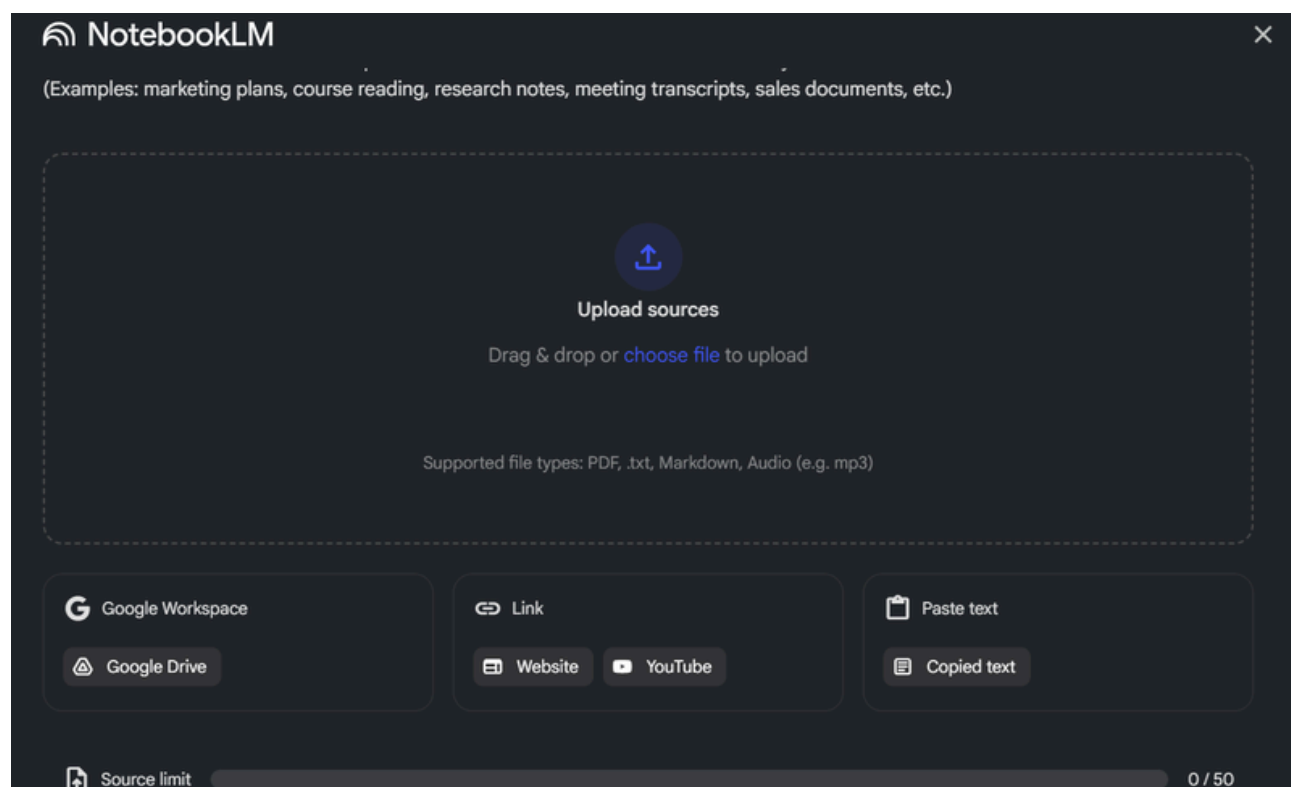 NotebookLM
(Examples: marketing plans, course reading, research notes, meeting transcripts, sales documents, etc.)
Upload sources
Drag & drop or choose file to upload
Supported file types: PDF, .txt, Markdown, Audio (e.g. mp3)
Google Workspace
Google Drive
Link
Website YouTube
Paste text
Copied text
Source limit 0 / 50